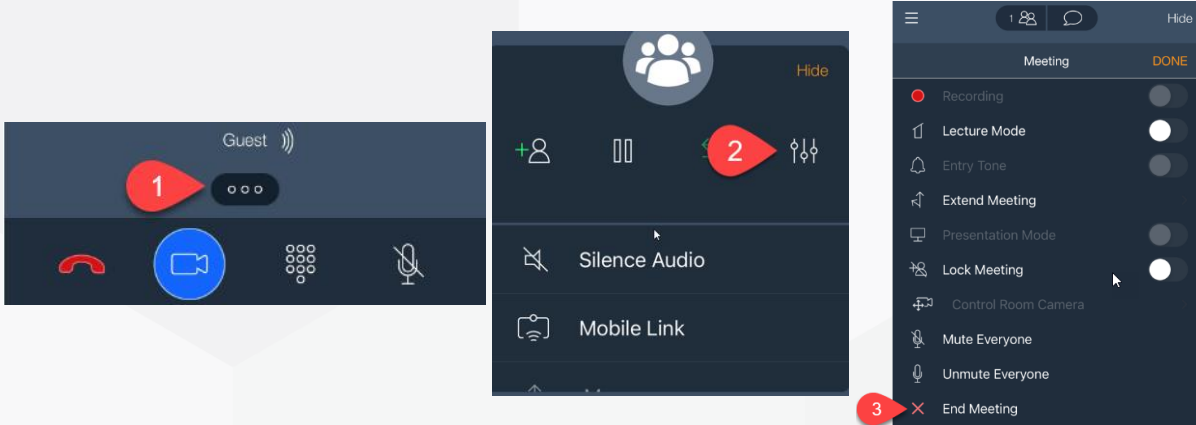 Guest
1
Hide
2
Silence Audio
Mobile Link
1
Hide
Meeting
DONE
Recording
Lecture Mode
Entry Tone
Extend Meeting
Presentation Mode
Lock Meeting
Control Room Camera
Mute Everyone
Unmute Everyone
3
End Meeting